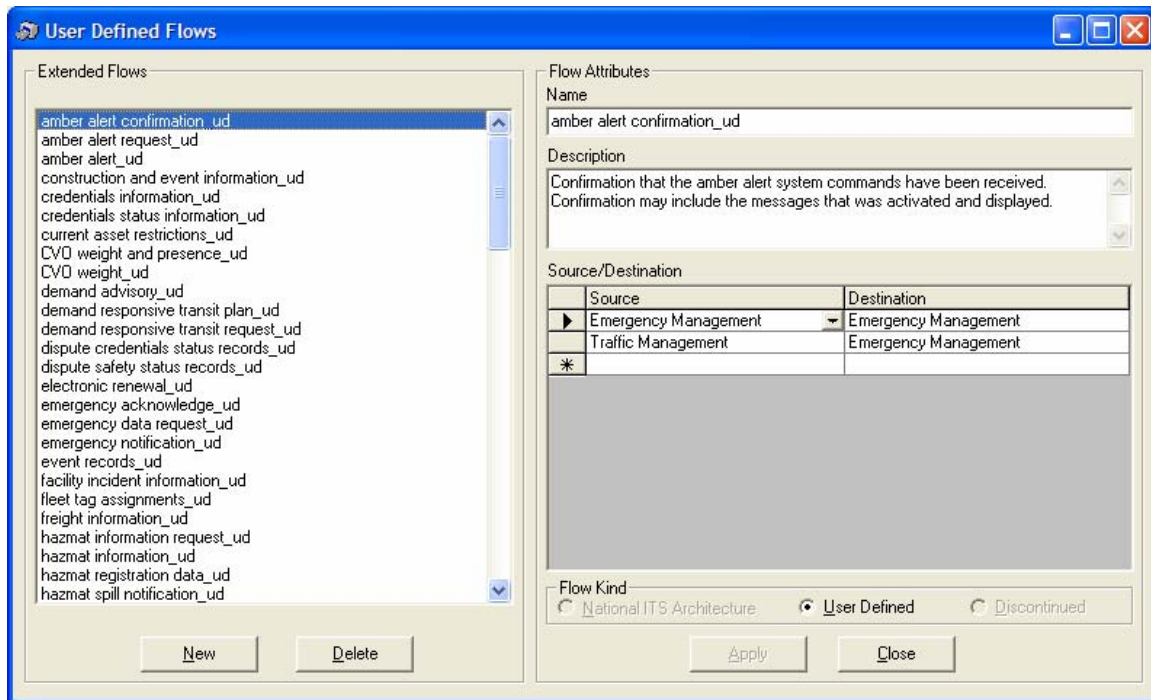 User Defined Flows
Extended Flows
amber alert confirmation_ud
amber alert request_ud
amber alert_ud
construction and event information_ud
credentials information_ud
credentials status information_ud
current asset restrictions_ud
CVO weight and presence_ud
CVO weight_ud
demand advisory_ud
demand responsive transit plan_ud
demand responsive transit request_ud
dispute credentials status records_ud
dispute safety status records_ud
electronic renewal_ud
emergency acknowledge_ud
emergency data request_ud
emergency notification_ud
event records_ud
facility incident information_ud
fleet tag assignments_ud
freight information_ud
hazmat information request_ud
hazmat information_ud
hazmat registration data_ud
hazmat spill notification_ud
New Delete
Flow Attributes
Name
amber alert confirmation_ud
Description
Confirmation that the amber alert system commands have been received.
Confirmation may include the messages that was activated and displayed.
Source/Destination
Source Destination
Emergency Management Emergency Management
Traffic Management Emergency Management
Flow Kind
National ITS Architecture User Defined Discontinued
Apply Close